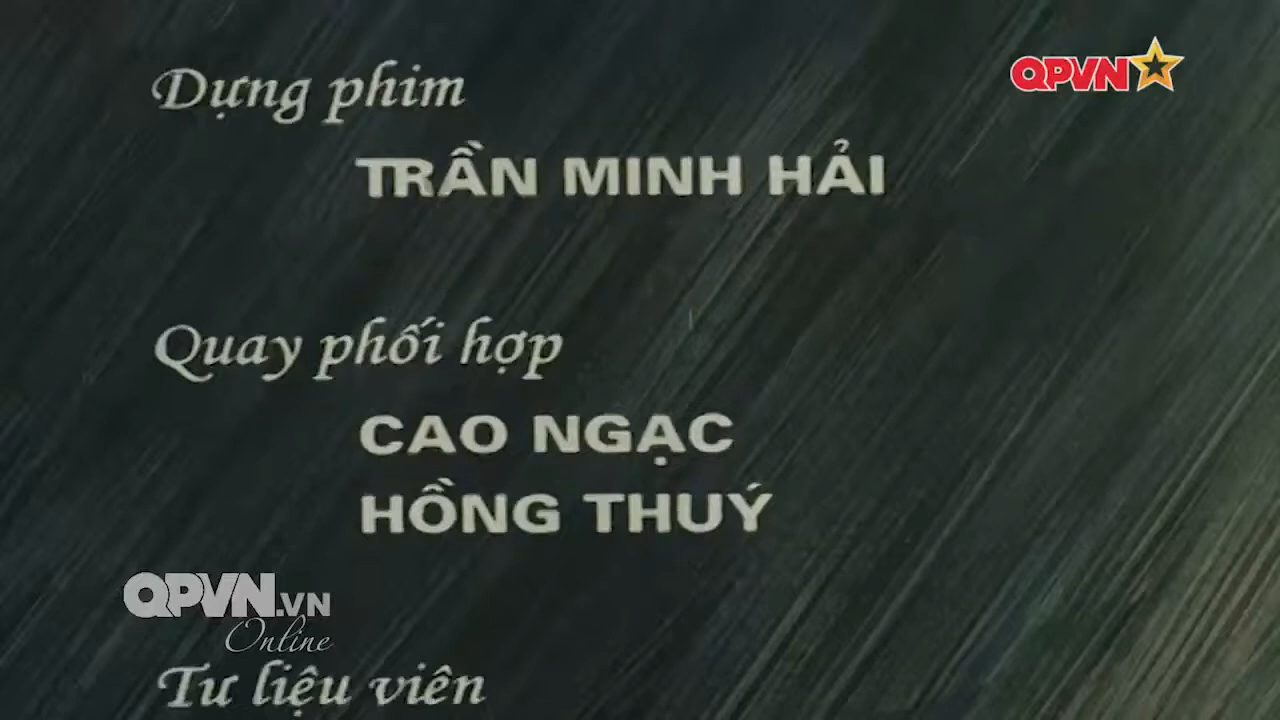 Dựng phim
QPVN
TRẦN MINH HẢI
Quay phối hợp
CAO NGẠC
HỒNG THUÝ
QPVN.VN
Online
Tư liệu viên